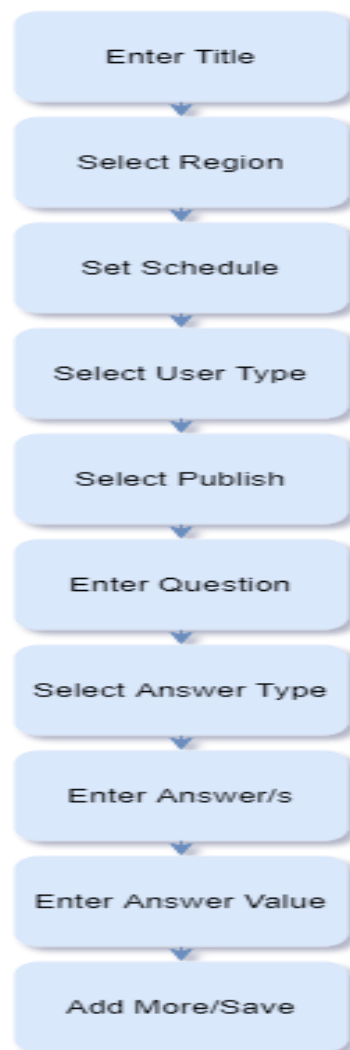 Enter Title
Select Region
Set Schedule
Select User Type
Select Publish
Enter Question
Select Answer Type
Enter Answer/s
Enter Answer Value
Add More/Save